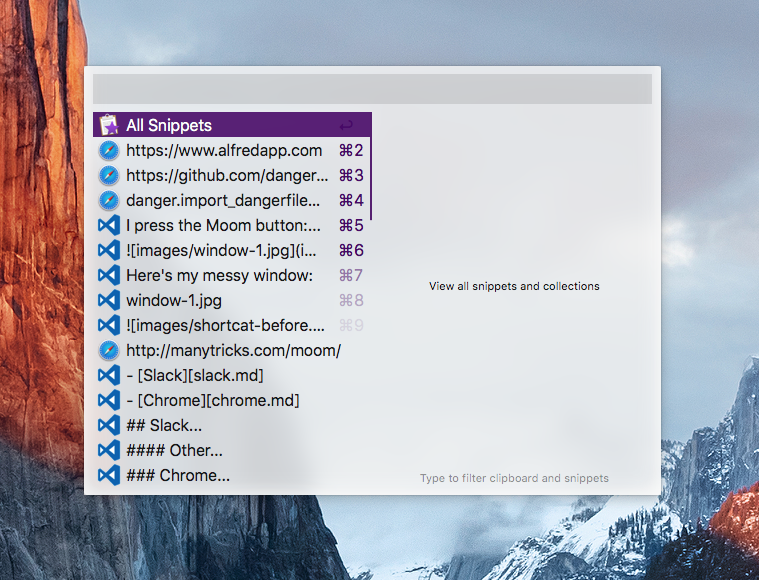 All Snippets ↩
https://www.alfredapp.com ⌘2
https://github.com/danger... ⌘3
danger.import_dangerfile... ⌘4
I press the Moom button:... ⌘5
![images/window-1.jpg](i... ⌘6
Here's my messy window: ⌘7
window-1.jpg ⌘8
![images/shortcat-before.... ⌘9
http://manytricks.com/moom/
- [Slack][slack.md]
- [Chrome][chrome.md]
## Slack...
#### Other...
### Chrome...
View all snippets and collections
Type to filter clipboard and snippets